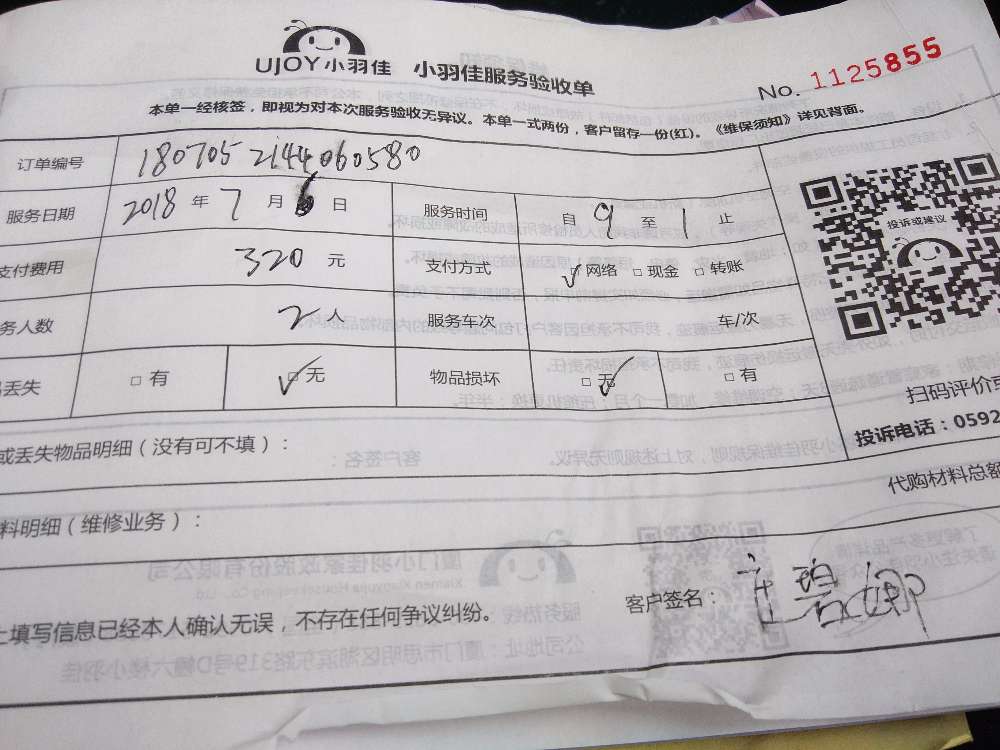 UJOY小羽佳 小羽佳服务验收单
No. 1125855
本单一经核签，即视为对本次服务验收无异议。本单一式两份，客户留存一份(红)。《维保须知》详见背面。
订单编号 1807052144060580
服务日期 2018 年 7 月 6 日 服务时间 自 9 至 1 止
投诉或建议
支付费用 320 元 支付方式 □网络 □现金 □转账
务人数 2 人 服务车次 车/次
丢失 □ 有 □ 无 物品损坏 □ 无 □ 有
扫码评价或
投诉电话：0592
或丢失物品明细（没有可不填）：
代购材料总额
料明细（维修业务）：
客户签名： 碧娜
上填写信息已经本人确认无误，不存在任何争议纠纷。